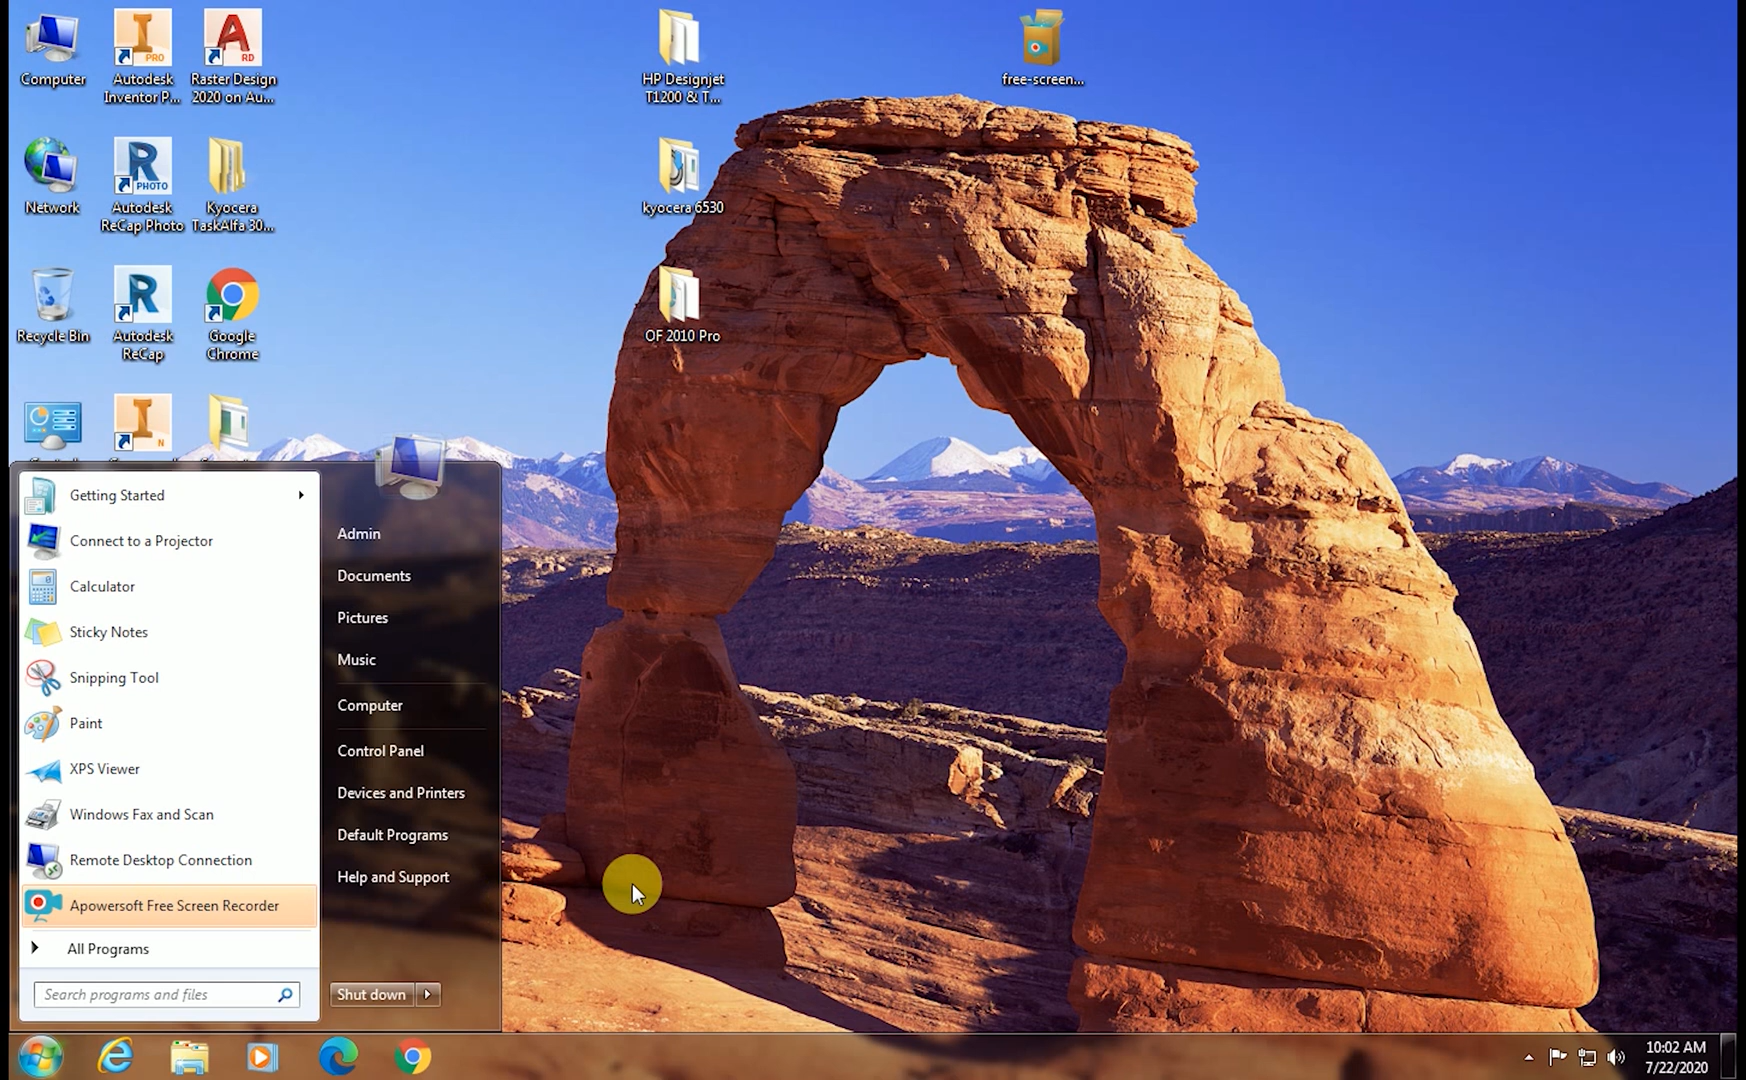 Computer
Autodesk
Inventor P...
Raster Design
2020 on Au...
HP Designjet
T1200 & T...
free-screen...
Network
Autodesk
ReCap Photo
Kyocera
TaskAlfa 30...
kyocera 6530
Recycle Bin
Autodesk
ReCap
Google
Chrome
OF 2010 Pro
PRO
RD
PHOTO
Getting Started
Connect to a Projector
Calculator
Sticky Notes
Snipping Tool
Paint
XPS Viewer
Windows Fax and Scan
Remote Desktop Connection
Apowersoft Free Screen Recorder
All Programs
Search programs and files
Admin
Documents
Pictures
Music
Computer
Control Panel
Devices and Printers
Default Programs
Help and Support
Shut down
10:02 AM
7/22/2020